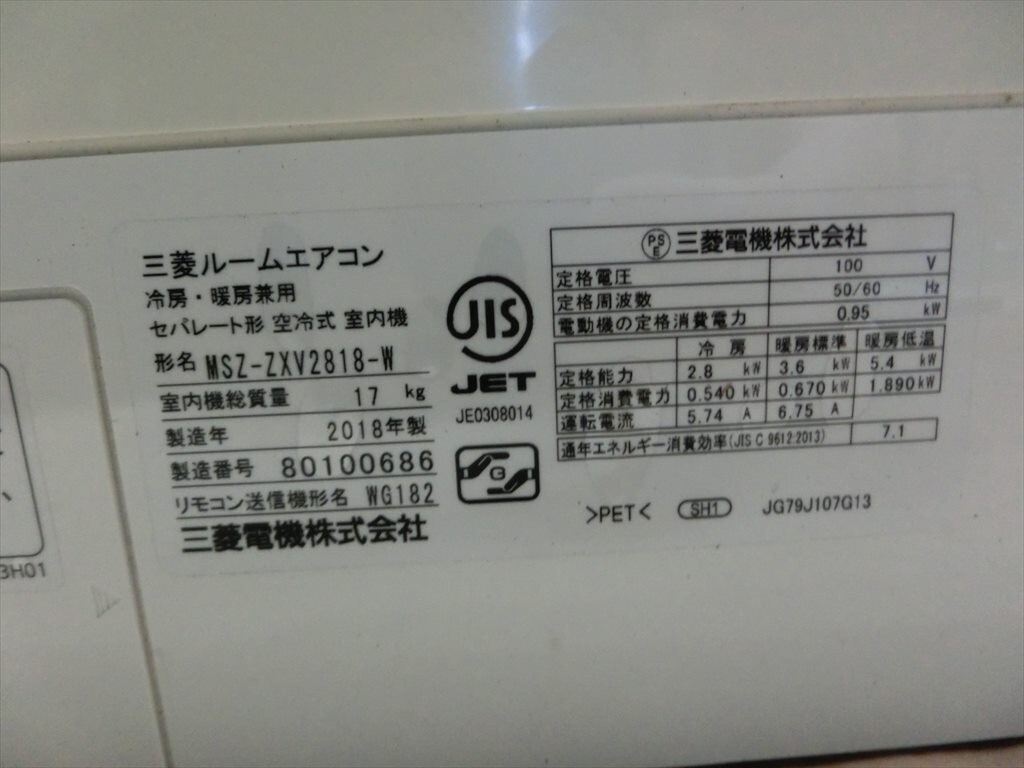 三菱ルームエアコン
冷房・暖房兼用
セパレート形 空冷式 室内機
形名 MSZ-ZXV2818-W
室内機総質量 17 kg
製造年 2018年製
製造番号 80100686
リモコン送信機形名 WG182
三菱電機株式会社
JIS
JET
JE0308014
PS
E
三菱電機株式会社
定格電圧 100 V
定格周波数 50/60 Hz
電動機の定格消費電力 0.95 kW
冷房 暖房標準 暖房低温
定格能力 2.8 kW 3.6 kW 5.4 kW
定格消費電力 0.540 kW 0.670 kW 1.890 kW
運転電流 5.74 A 6.75 A
通年エネルギー消費効率(JIS C 9612:2013) 7.1
>PET< SH1 JG79J107G13
3H01